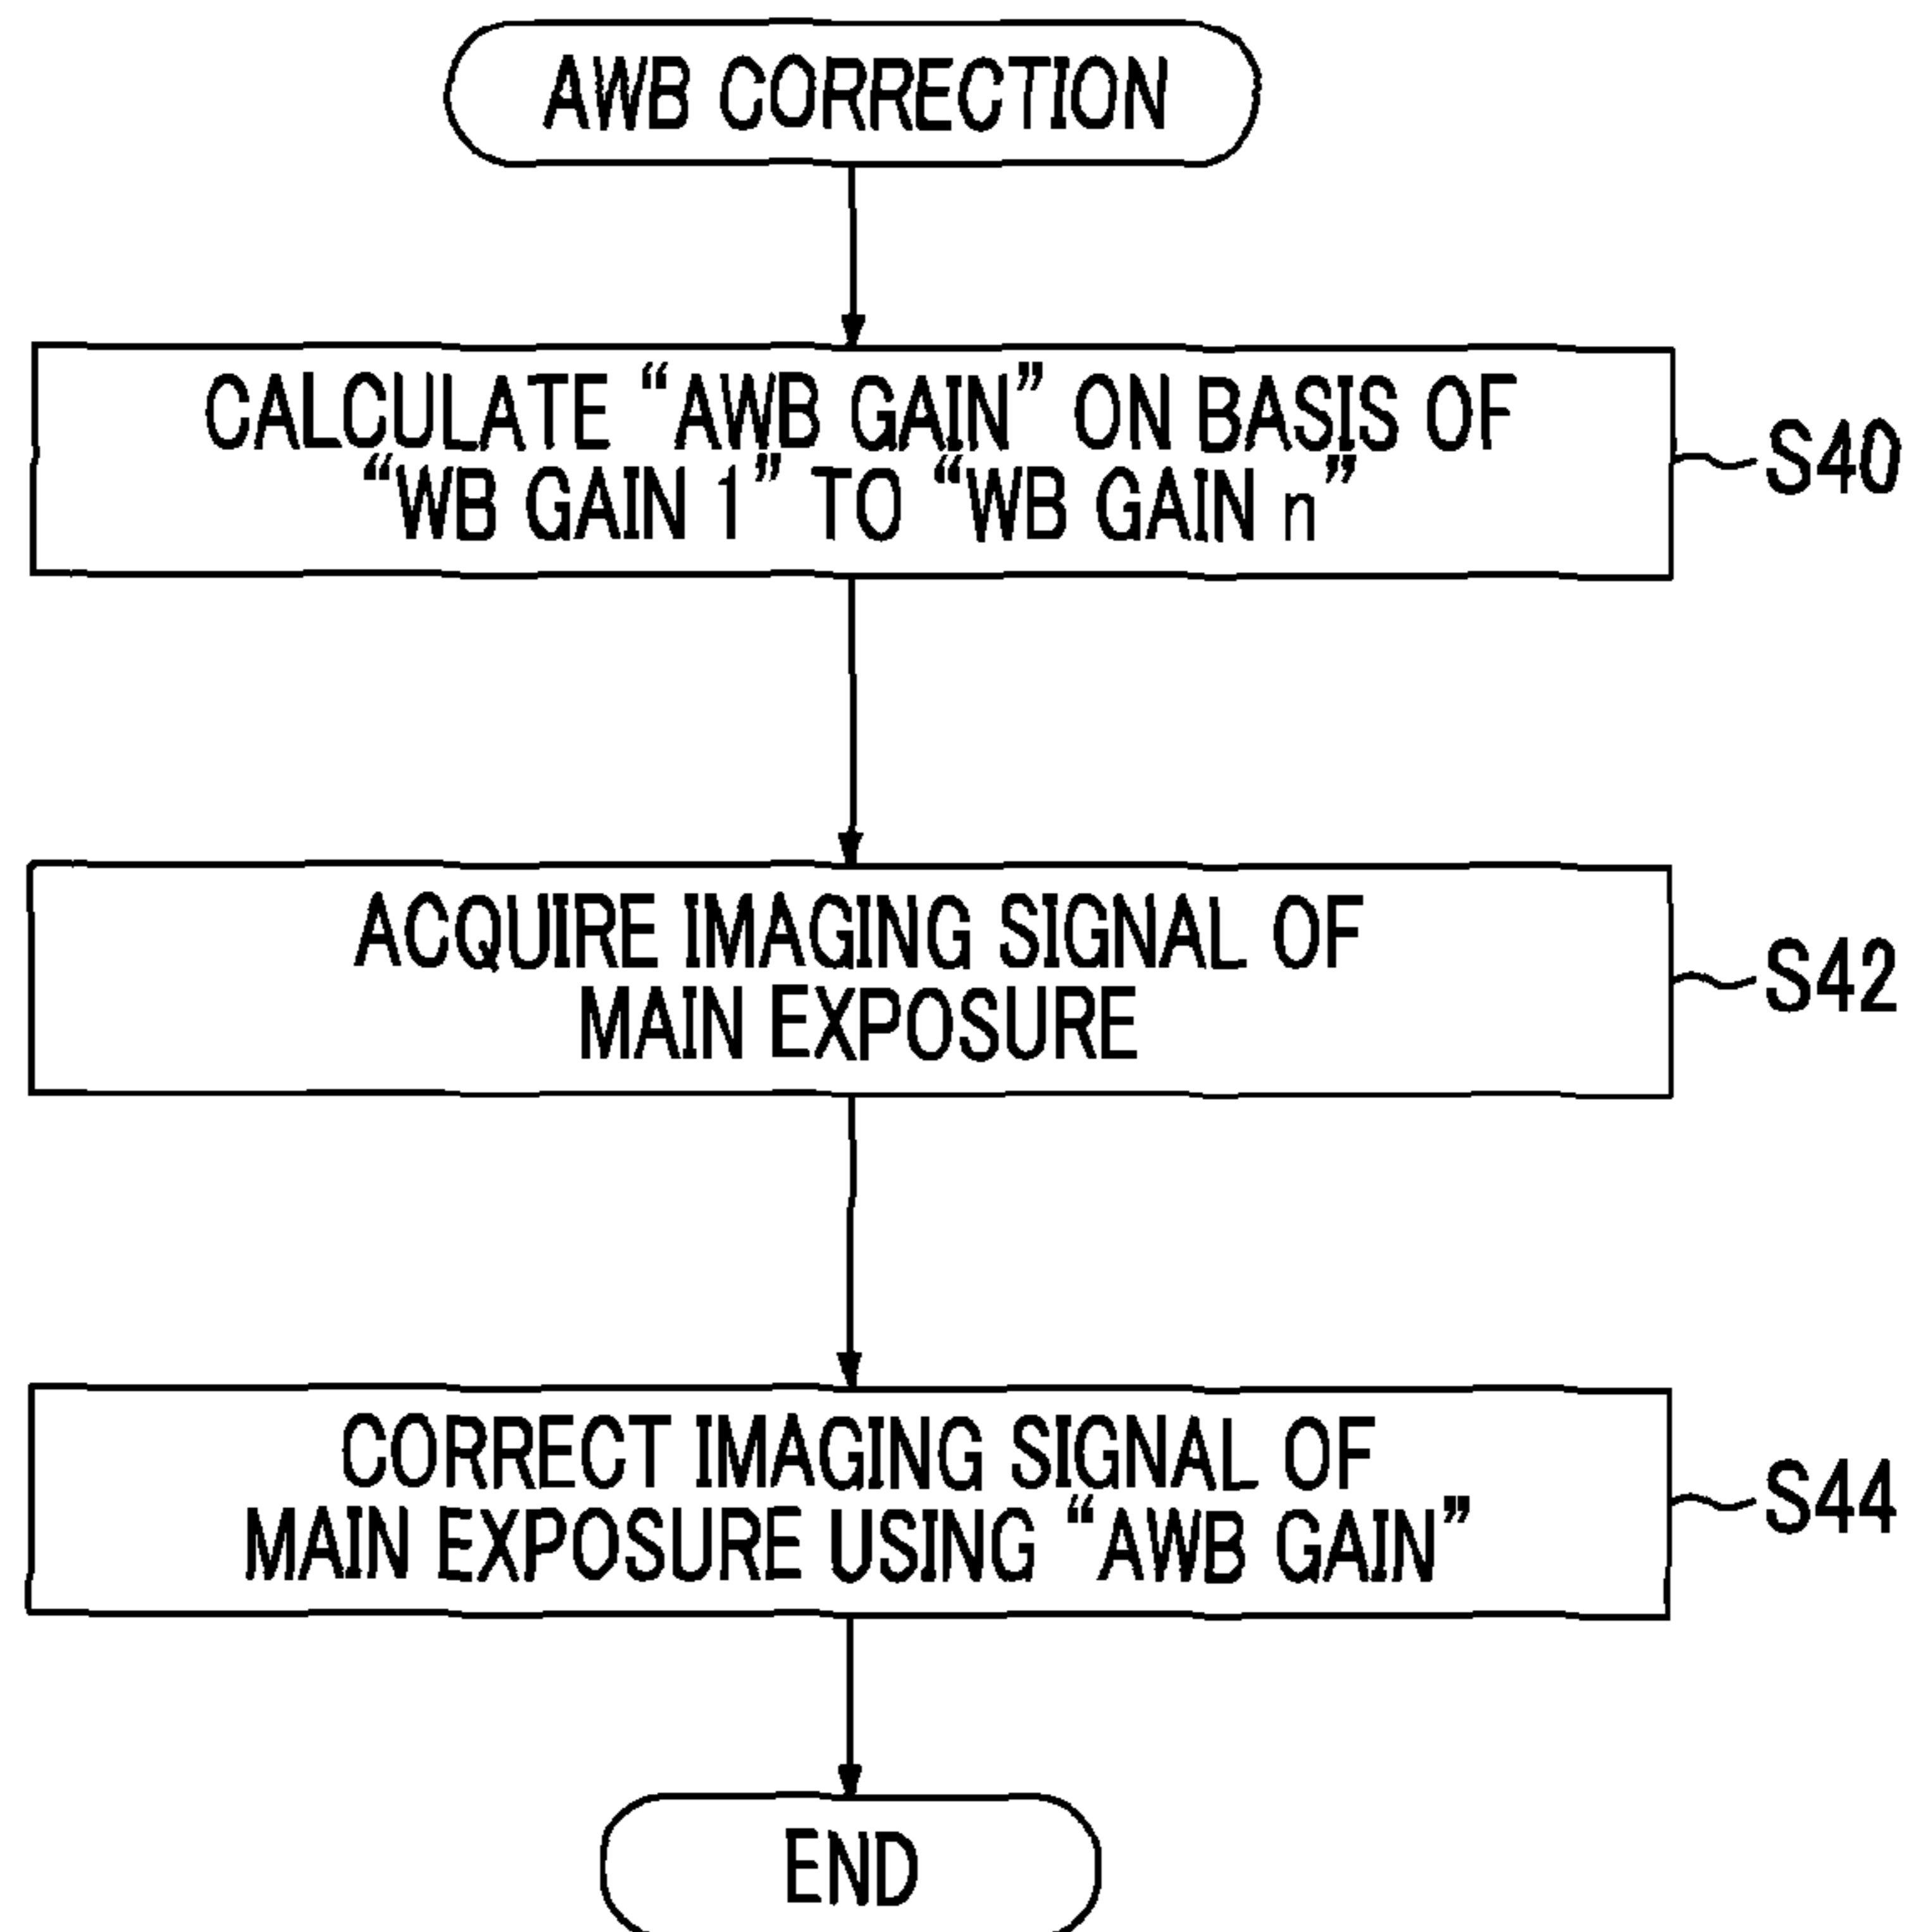 AWB CORRECTION
CALCULATE “AWB GAIN” ON BASIS OF
“WB GAIN 1” TO “WB GAIN n”
S40
ACQUIRE IMAGING SIGNAL OF
MAIN EXPOSURE
S42
CORRECT IMAGING SIGNAL OF
MAIN EXPOSURE USING “AWB GAIN”
S44
END